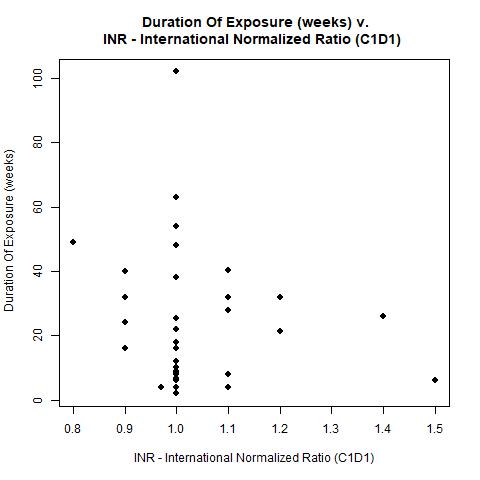 Duration Of Exposure (weeks) v.
INR - International Normalized Ratio (C1D1)
Duration Of Exposure (weeks)
100
80
60
40
20
0
0.8 0.9 1.0 1.1 1.2 1.3 1.4 1.5
INR - International Normalized Ratio (C1D1)